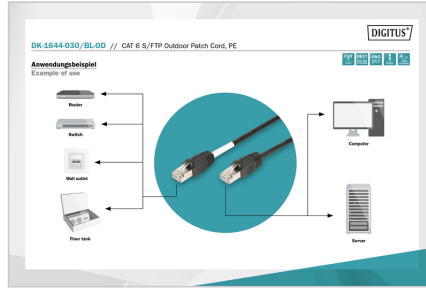 DIGITUS®
DK-1644-030/BL-OD // CAT 6 S/FTP Outdoor Patch Cord, PE
Anwendungsbeispiel
Example of use
Router
Switch
Wall outlet
Floor tank
Computer
Server